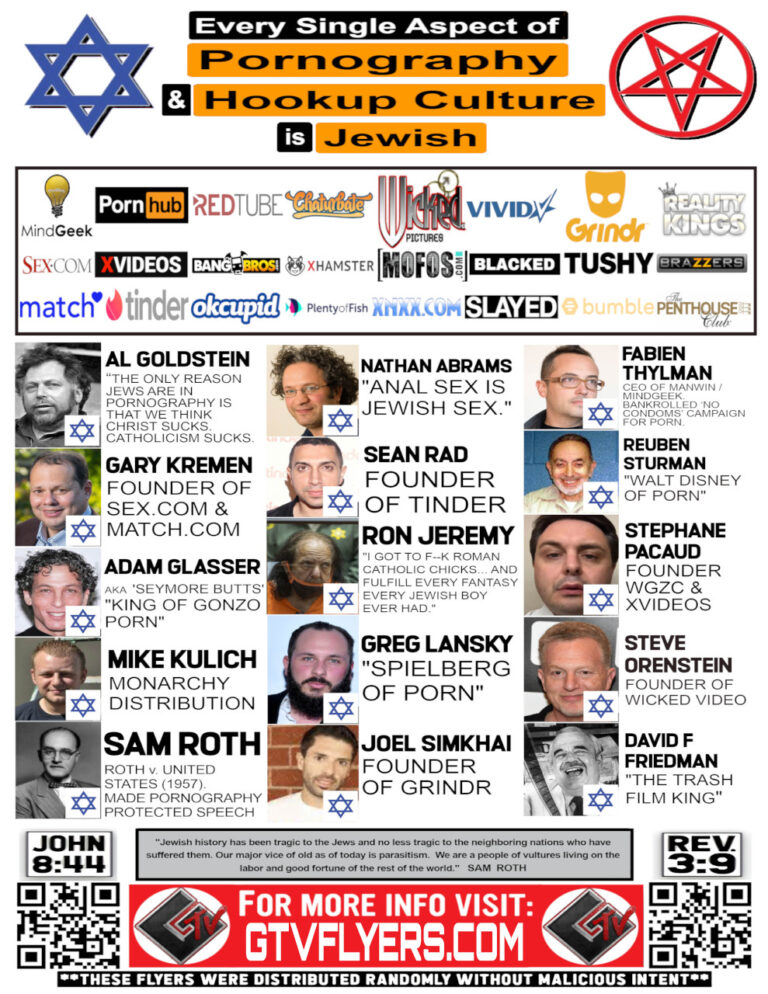 Every Single Aspect of
Pornography
& Hookup Culture
is Jewish
MindGeek
Porn hub
REDTUBE
Chaturbate
Wicked
PICTURES
VIVID
Grindr
REALITY
KINGS
SEX.COM
XVIDEOS
BANG BROS!
XHAMSTER
MOFOS.COM
BLACKED
TUSHY
BRAZZERS
match
tinder
okcupid
PlentyofFish
XNXX.COM
SLAYED
bumble
The
PENTHOUSE
Club
AL GOLDSTEIN
"THE ONLY REASON
JEWS ARE IN
PORNOGRAPHY IS
THAT WE THINK
CHRIST SUCKS.
CATHOLICISM SUCKS.
NATHAN ABRAMS
"ANAL SEX IS
JEWISH SEX."
FABIEN
THYLMAN
CEO OF MANWIN /
MINDGEEK.
BANKROLLED 'NO
CONDOMS' CAMPAIGN
FOR PORN.
GARY KREMEN
FOUNDER OF
SEX.COM &
MATCH.COM
SEAN RAD
FOUNDER
OF TINDER
REUBEN
STURMAN
"WALT DISNEY
OF PORN"
ADAM GLASSER
AKA 'SEYMORE BUTTS'
"KING OF GONZO
PORN"
RON JEREMY
"I GOT TO F--K ROMAN
CATHOLIC CHICKS... AND
FULFILL EVERY FANTASY
EVERY JEWISH BOY
EVER HAD."
STEPHANE
PACAUD
FOUNDER
WGZC &
XVIDEOS
MIKE KULICH
MONARCHY
DISTRIBUTION
GREG LANSKY
"SPIELBERG
OF PORN"
STEVE
ORENSTEIN
FOUNDER OF
WICKED VIDEO
SAM ROTH
ROTH v. UNITED
STATES (1957).
MADE PORNOGRAPHY
PROTECTED SPEECH
JOEL SIMKHAI
FOUNDER
OF GRINDR
DAVID F
FRIEDMAN
"THE TRASH
FILM KING"
JOHN
8:44
"Jewish history has been tragic to the Jews and no less tragic to the neighboring nations who have
suffered them. Our major vice of old as of today is parasitism. We are a people of vultures living on the
labor and good fortune of the rest of the world." SAM ROTH
REV.
3:9
GTV
FOR MORE INFO VISIT:
GTVFLYERS.COM
GTV
**THESE FLYERS WERE DISTRIBUTED RANDOMLY WITHOUT MALICIOUS INTENT**